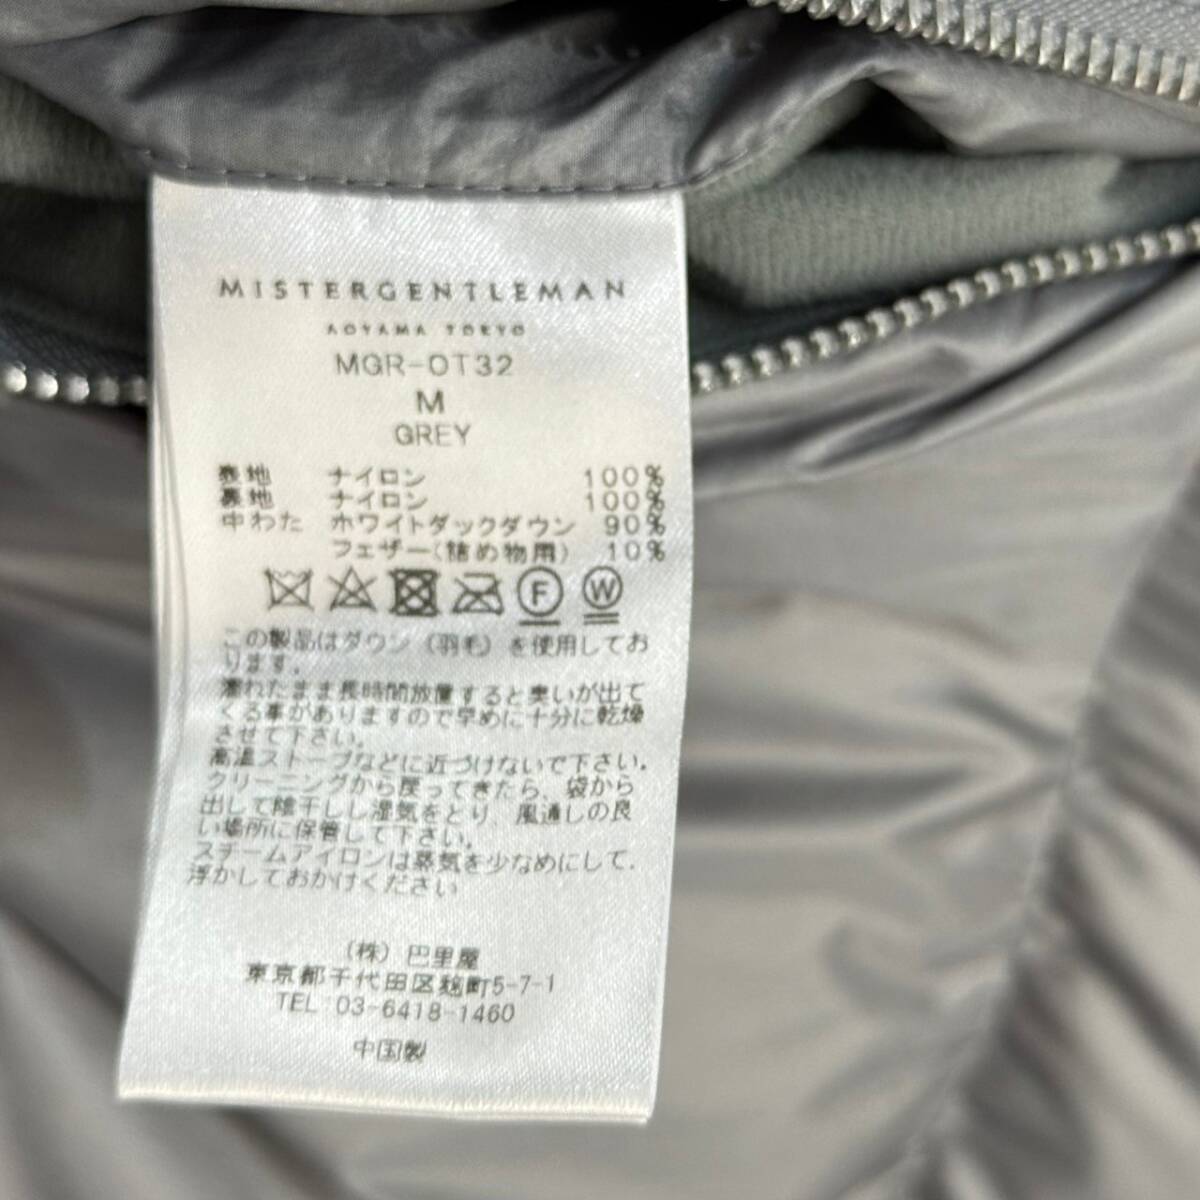 MISTERGENTLEMAN
AOYAMA TOKYO
MGR-OT32
M
GREY
表地 ナイロン 100%
裏地 ナイロン 100%
中わた ホワイトダックダウン 90%
フェザー(詰め物用) 10%
F W
この製品はダウン(羽毛)を使用してお
ります。
濡れたまま長時間放置すると臭いが出て
くる事がありますので早めに十分に乾燥
させて下さい。
高温ストーブなどに近づけないで下さい。
クリーニングから戻ってきたら、袋から
出して陰干しし湿気をとり、風通しの良
い場所に保管して下さい。
スチームアイロンは蒸気を少なめにして、
浮かしておかけください
(株)巴里屋
東京都千代田区麹町5-7-1
TEL 03-6418-1460
中国製